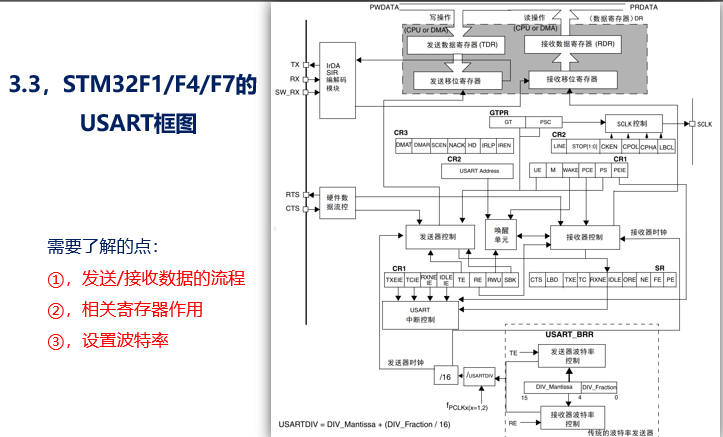 3.3，STM32F1/F4/F7的
USART框图
需要了解的点：
①，发送/接收数据的流程
②，相关寄存器作用
③，设置波特率
PWDATA
PRDATA
写操作
读操作
(数据寄存器) DR
(CPU or DMA)
(CPU or DMA)
发送数据寄存器 (TDR)
接收数据寄存器 (RDR)
发送移位寄存器
接收移位寄存器
TX
RX
SW_RX
IrDA
SIR
编解码
模块
GTPR
GT PSC
SCLK控制
SCLK
CR3
DMAT DMAR SCEN NACK HD IRLP IREN
CR2
LINE STOP[1:0] CKEN CPOL CPHA LBCL
CR2
USART Address
CR1
UE M WAKE PCE PS PEIE
RTS
CTS
硬件数
据流控
发送器控制
唤醒
单元
接收器控制
接收器时钟
CR1
TXEIE TCIE RXNE IE IDLE IE TE RE RWU SBK
SR
CTS LBD TXE TC RXNE IDLE ORE NE FE PE
USART
中断控制
USART_BRR
发送器时钟
TE
发送器波特率
控制
/16
/USARTDIV
DIV_Mantissa DIV_Fraction
15 4 0
fPCLKx(x=1,2)
RE
接收器波特率
控制
USARTDIV = DIV_Mantissa + (DIV_Fraction / 16)
传统的波特率发送器